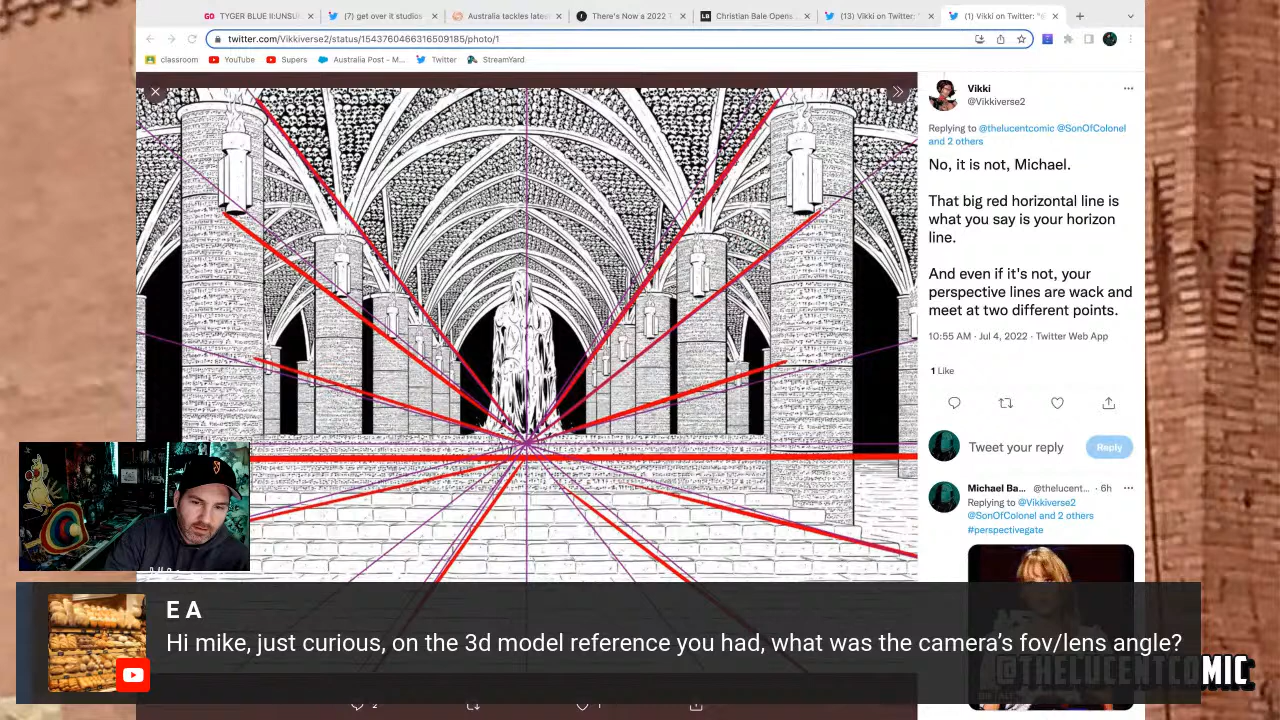 TYGER BLUE II:UNSU
(7) get over it studios
Australia tackles latee
There's Now a 2022 T
Christian Bale Opens
(13) Vikki on Twitter: "
(1) Vikki on Twitter: "@
twitter.com/Vikkiverse2/status/1543760466316509185/photo/1
classroom
YouTube
Supers
Australia Post - M...
Twitter
StreamYard
Vikki
@Vikkiverse2
Replying to @thelucentcomic @SonOfColonel
and 2 others
No, it is not, Michael.
That big red horizontal line is
what you say is your horizon
line.
And even if it's not, your
perspective lines are wack and
meet at two different points.
10:55 AM · Jul 4, 2022 · Twitter Web App
1 Like
Tweet your reply
Reply
Michael Ba... @thelucent... · 6h
Replying to @Vikkiverse2
@SonOfColonel and 2 others
#perspectivegate
E A
Hi mike, just curious, on the 3d model reference you had, what was the camera's fov/lens angle?
@THELUCENTCOMIC